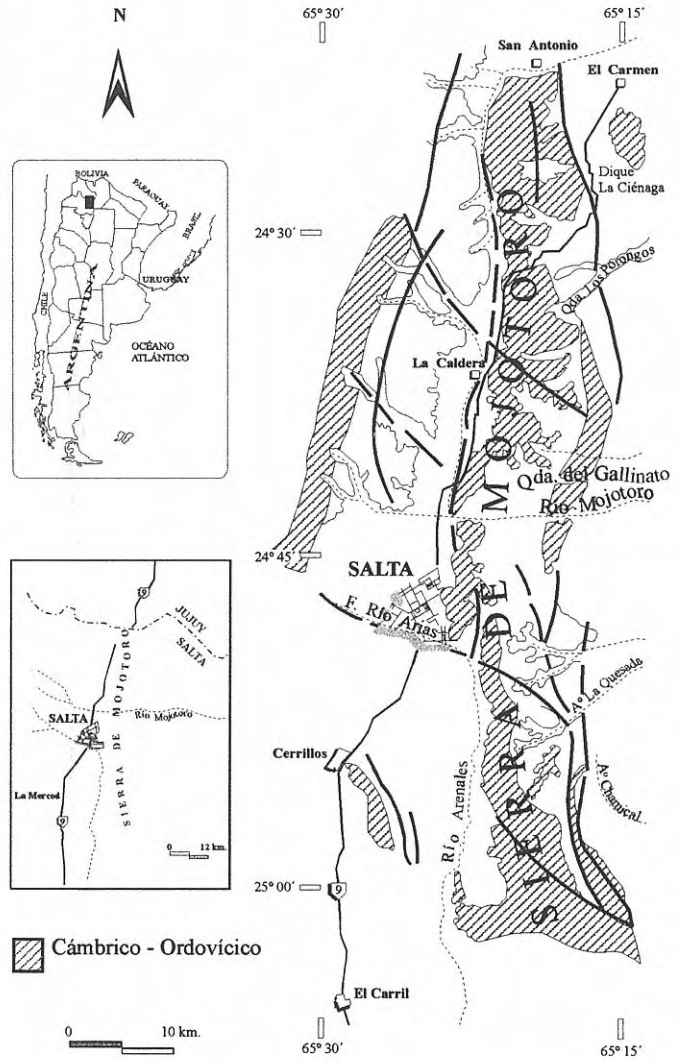 N
65° 30´
65° 15´
San Antonio
El Carmen
Dique
La Ciénaga
24° 30´
Qda. Los Porongos
La Caldera
Qda. del Gallinato
Río Mojotoro
24° 45´
SALTA
F. Río Arias
SIERRA DE MOJOTORO
Aº La Quesada
Aº Chamical
Cerrillos
Río Arenales
25° 00´
9
El Carril
65° 30´
65° 15´
BOLIVIA
PARAGUAY
BRASIL
URUGUAY
CHILE
ARGENTINA
OCÉANO
ATLÁNTICO
9
JUJUY
SALTA
SIERRA DE MOJOTORO
Río Mojotoro
SALTA
La Merced
9
0 12 km.
Cámbrico - Ordovícico
0 10 km.